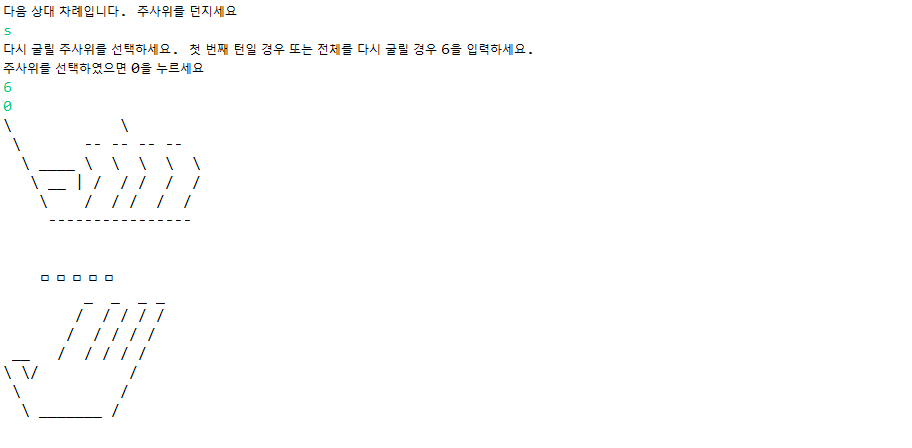 다음 상대 차례입니다. 주사위를 던지세요
s
다시 굴릴 주사위를 선택하세요. 첫 번째 턴일 경우 또는 전체를 다시 굴릴 경우 6을 입력하세요.
주사위를 선택하였으면 0을 누르세요
6
0